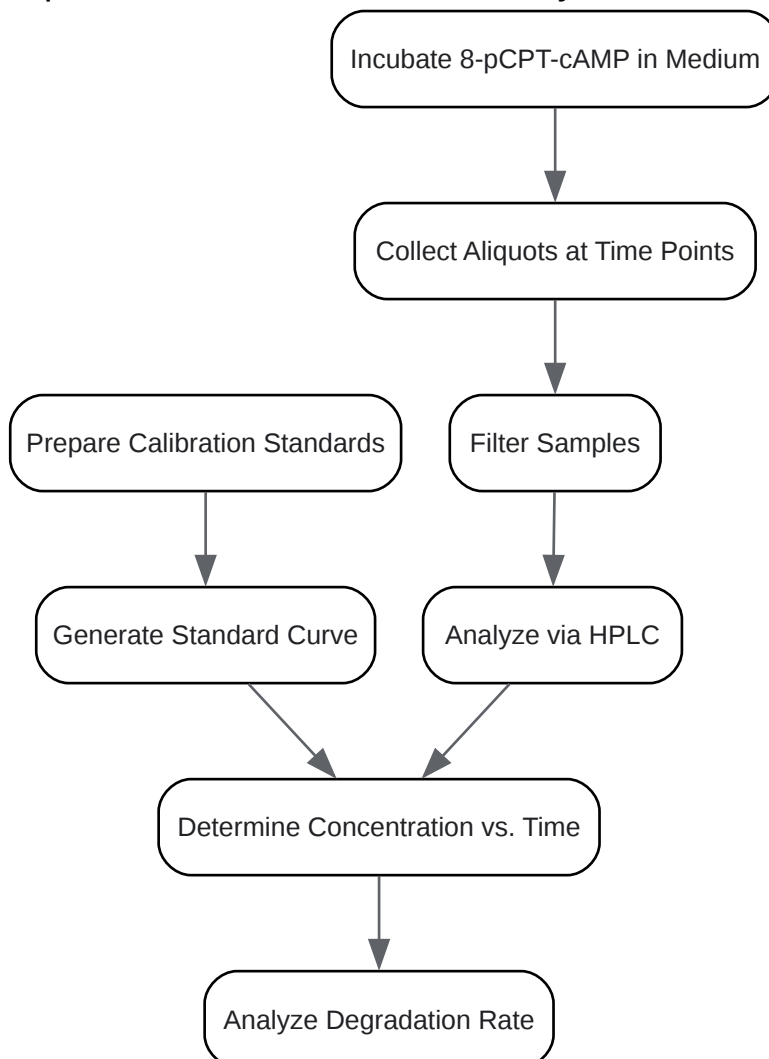 Incubate 8-pCPT-cAMP in Medium
Collect Aliquots at Time Points
Prepare Calibration Standards
Filter Samples
Generate Standard Curve
Analyze via HPLC
Determine Concentration vs. Time
Analyze Degradation Rate